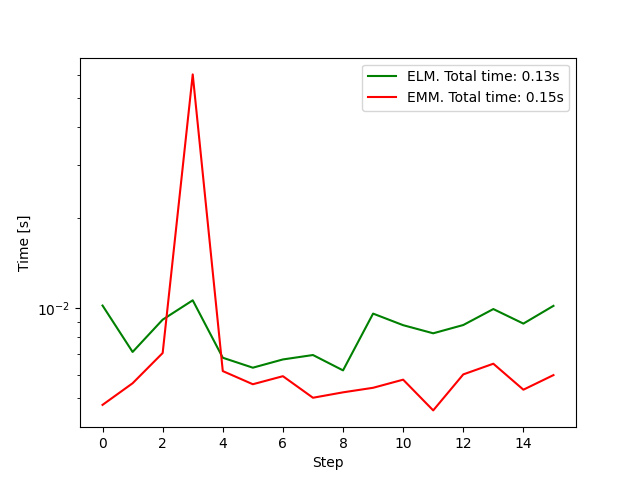 ELM. Total time: 0.13s
EMM. Total time: 0.15s
Time [s]
10⁻²
0 2 4 6 8 10 12 14
Step